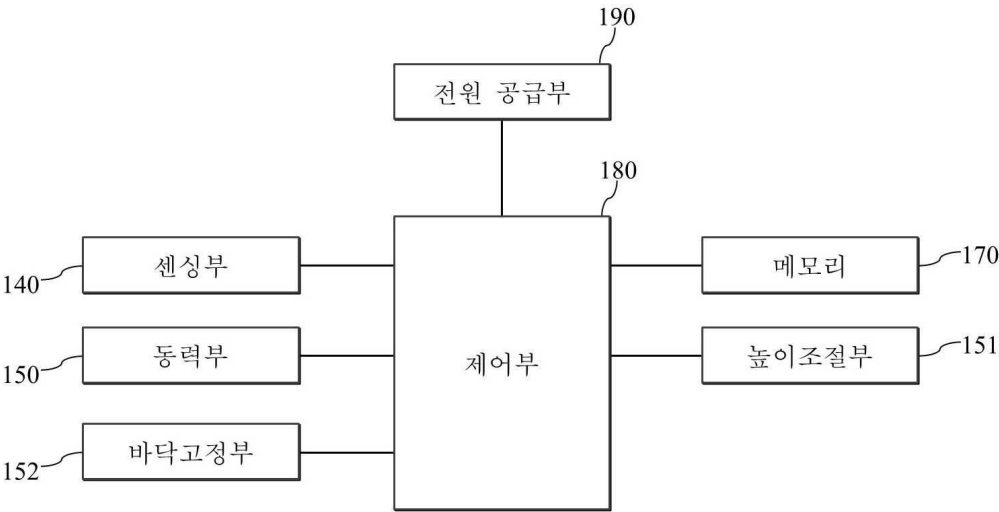 190
전원 공급부
180
센싱부
140
메모리
170
동력부
150
제어부
높이조절부
151
바닥고정부
152